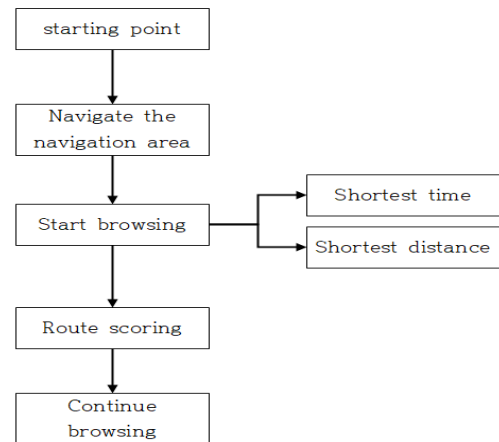 starting point
Navigate the
navigation area
Start browsing
Shortest time
Shortest distance
Route scoring
Continue
browsing